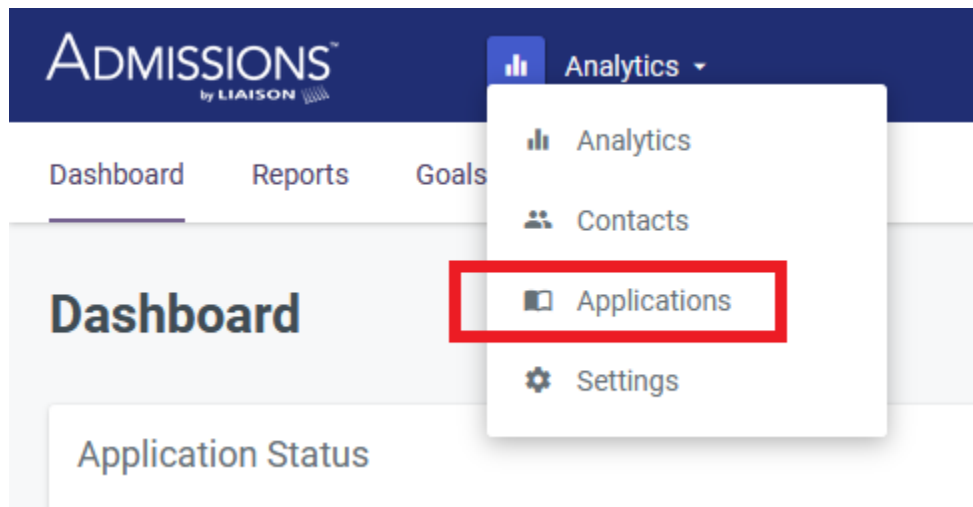 ADMISSIONS™
by LIAISON
Analytics
Analytics
Contacts
Applications
Settings
Dashboard Reports Goals
Dashboard
Application Status